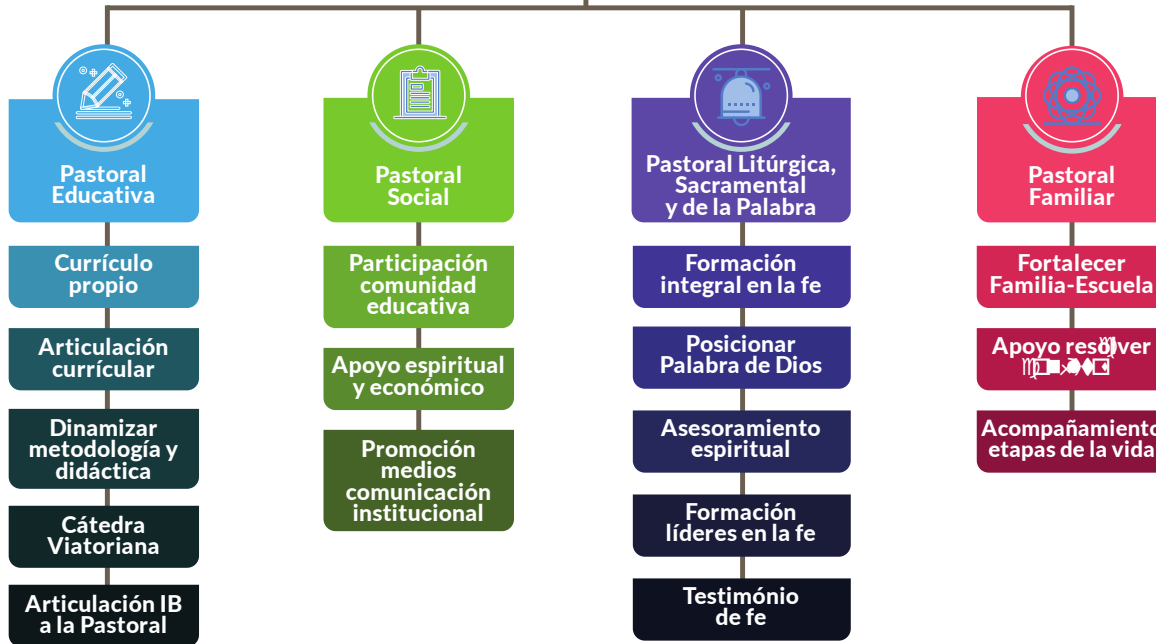 Pastoral
Educativa
Currículo
propio
Articulación
currícular
Dinamizar
metodología y
didáctica
Cátedra
Viatoriana
Articulación IB
a la Pastoral
Pastoral
Social
Participación
comunidad
educativa
Apoyo espiritual
y económico
Promoción
medios
comunicación
institucional
Pastoral Litúrgica,
Sacramental
y de la Palabra
Formación
integral en la fe
Posicionar
Palabra de Dios
Asesoramiento
espiritual
Formación
líderes en la fe
Testimónio
de fe
Pastoral
Familiar
Fortalecer
Familia-Escuela
Apoyo resolver
Acompañamiento
etapas de la vida